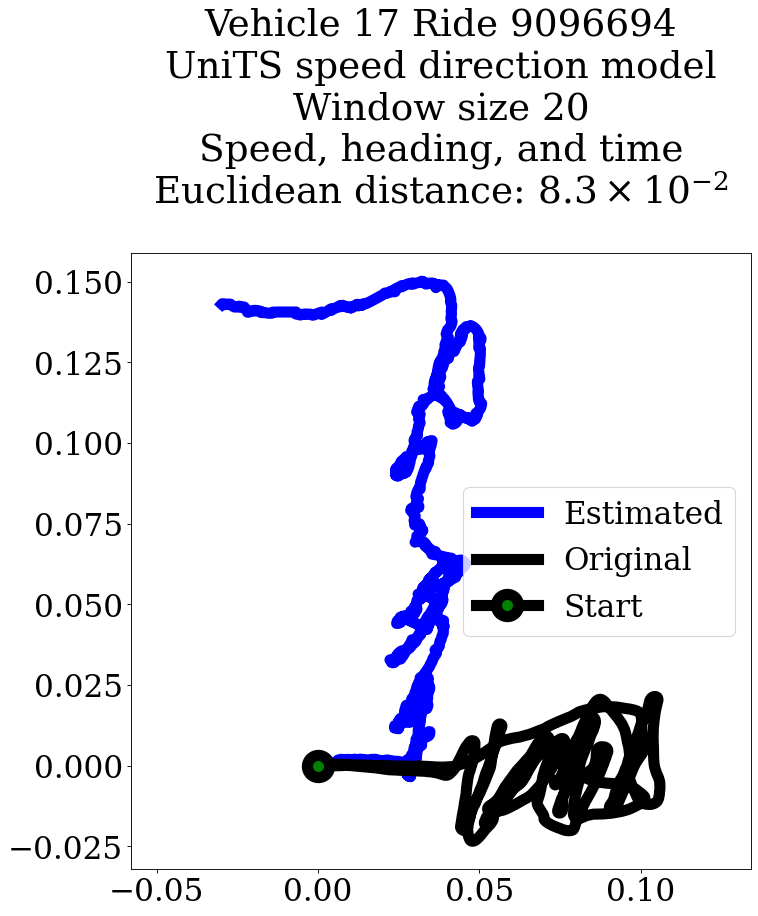 Vehicle 17 Ride 9096694
UniTS speed direction model
Window size 20
Speed, heading, and time
Euclidean distance: 8.3 × 10⁻²
0.150
0.125
0.100
0.075
0.050
0.025
0.000
−0.025
Estimated
Original
Start
−0.05 0.00 0.05 0.10